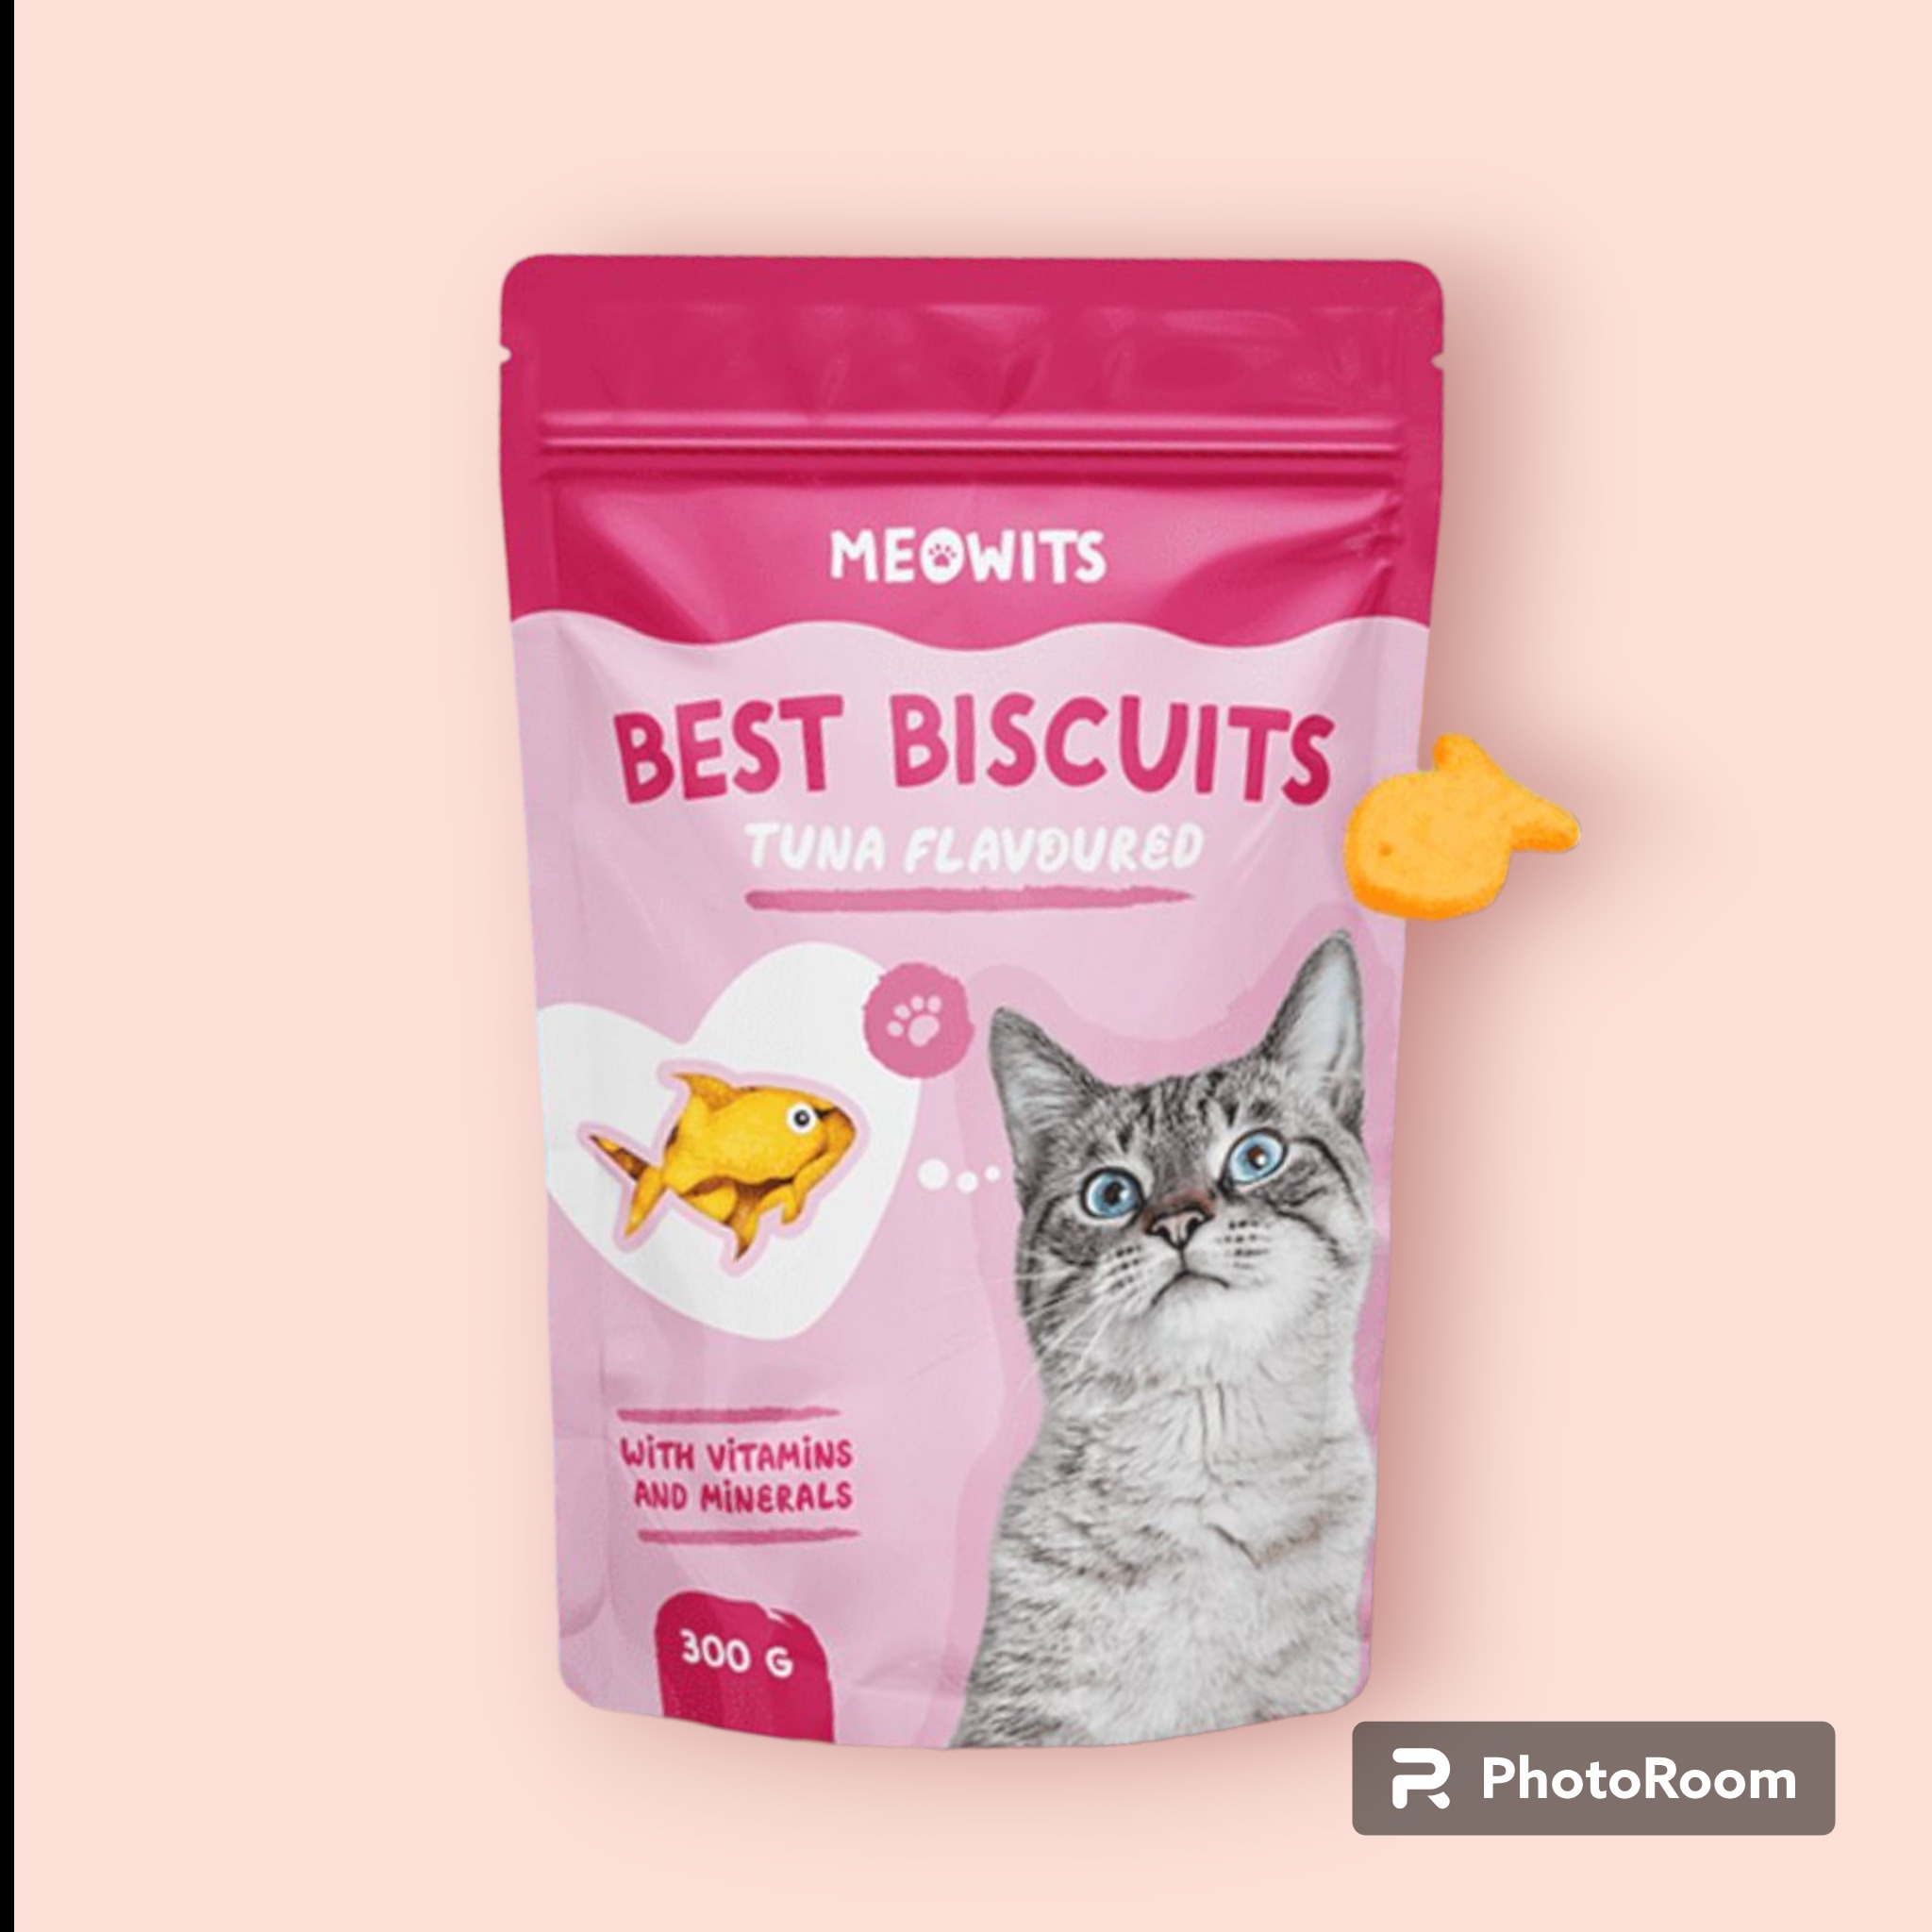 MEOWITS
BEST BISCUITS
TUNA FLAVOURED
WITH VITAMINS
AND MINERALS
300 G
PhotoRoom